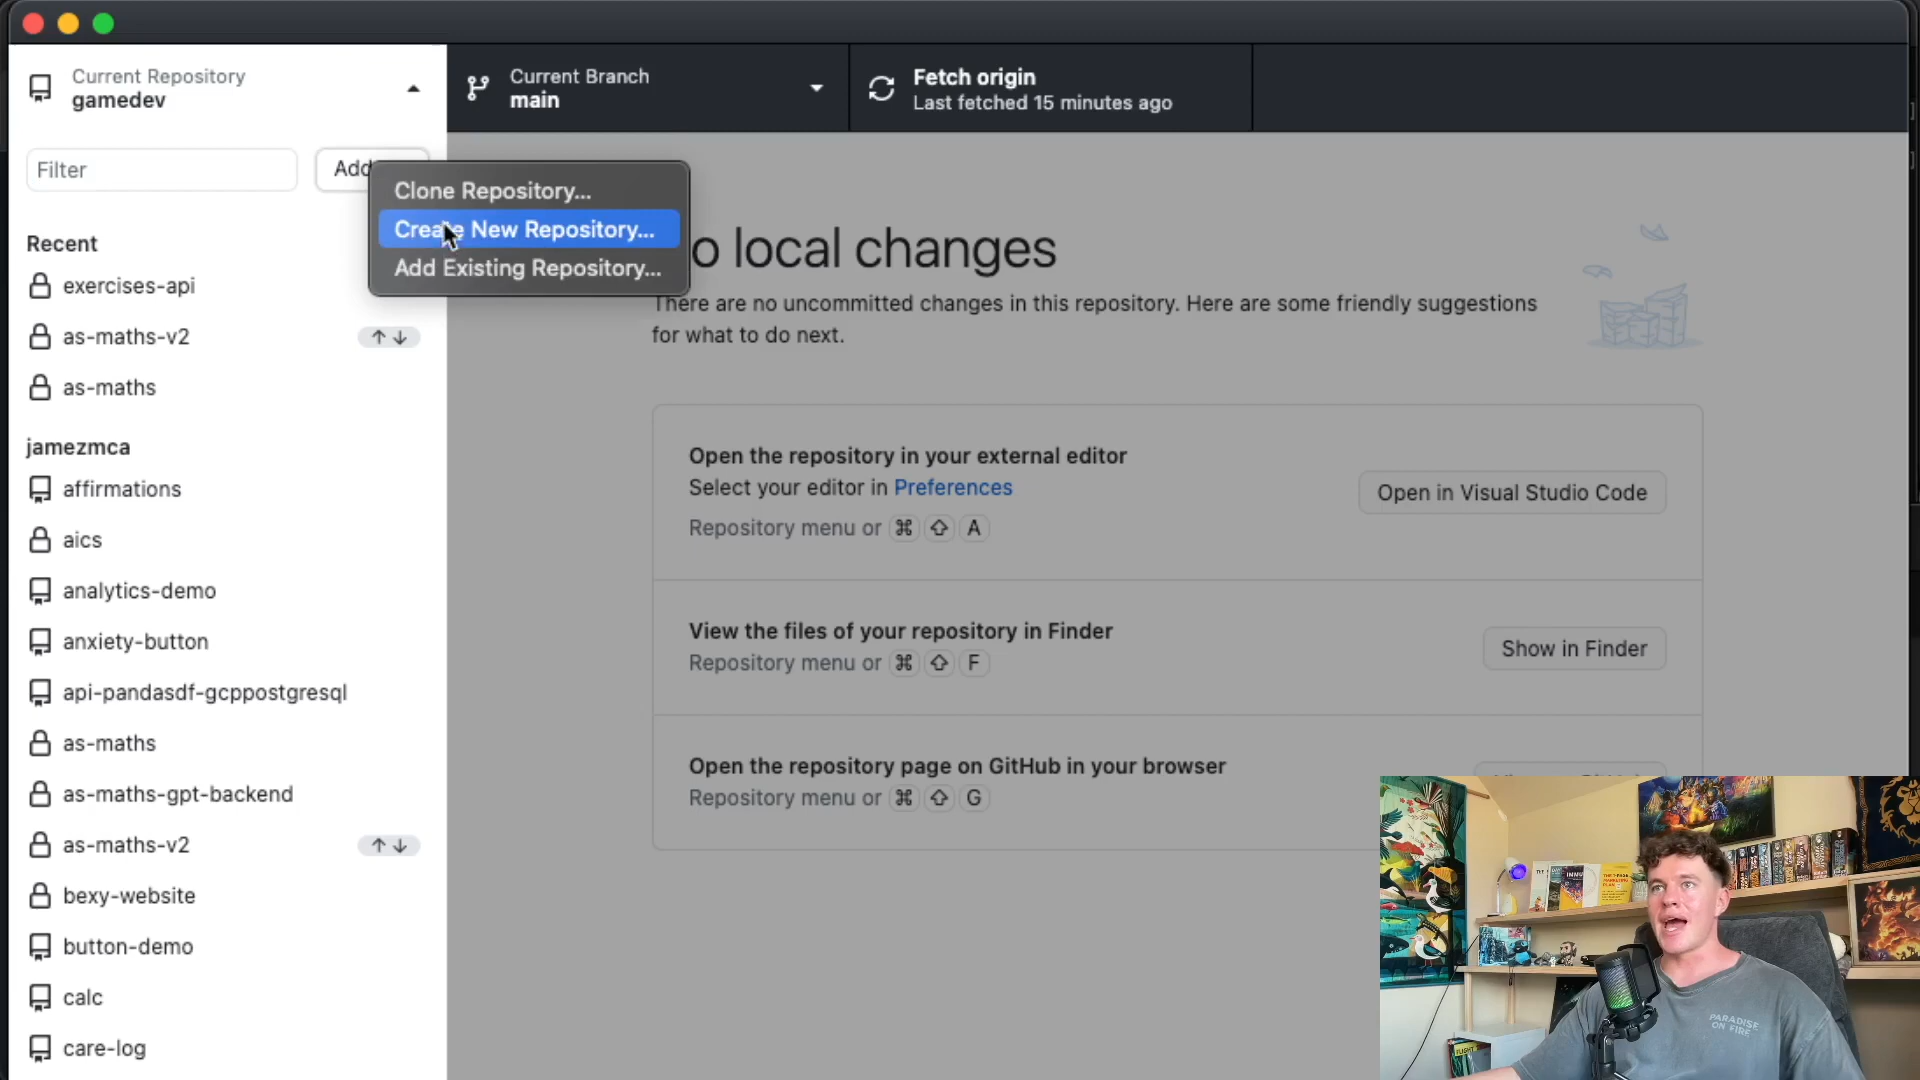 Current Repository
gamedev
Current Branch
main
Fetch origin
Last fetched 15 minutes ago
Filter
Add
Clone Repository...
Create New Repository...
Add Existing Repository...
Recent
exercises-api
as-maths-v2
as-maths
jamezmca
affirmations
aics
analytics-demo
anxiety-button
api-pandasdf-gcppostgresql
as-maths
as-maths-gpt-backend
as-maths-v2
bexy-website
button-demo
calc
care-log
o local changes
There are no uncommitted changes in this repository. Here are some friendly suggestions
for what to do next.
Open the repository in your external editor
Select your editor in Preferences
Repository menu or ⌘ ⇧ A
Open in Visual Studio Code
View the files of your repository in Finder
Repository menu or ⌘ ⇧ F
Show in Finder
Open the repository page on GitHub in your browser
Repository menu or ⌘ ⇧ G
PARADISE
ON FIRE